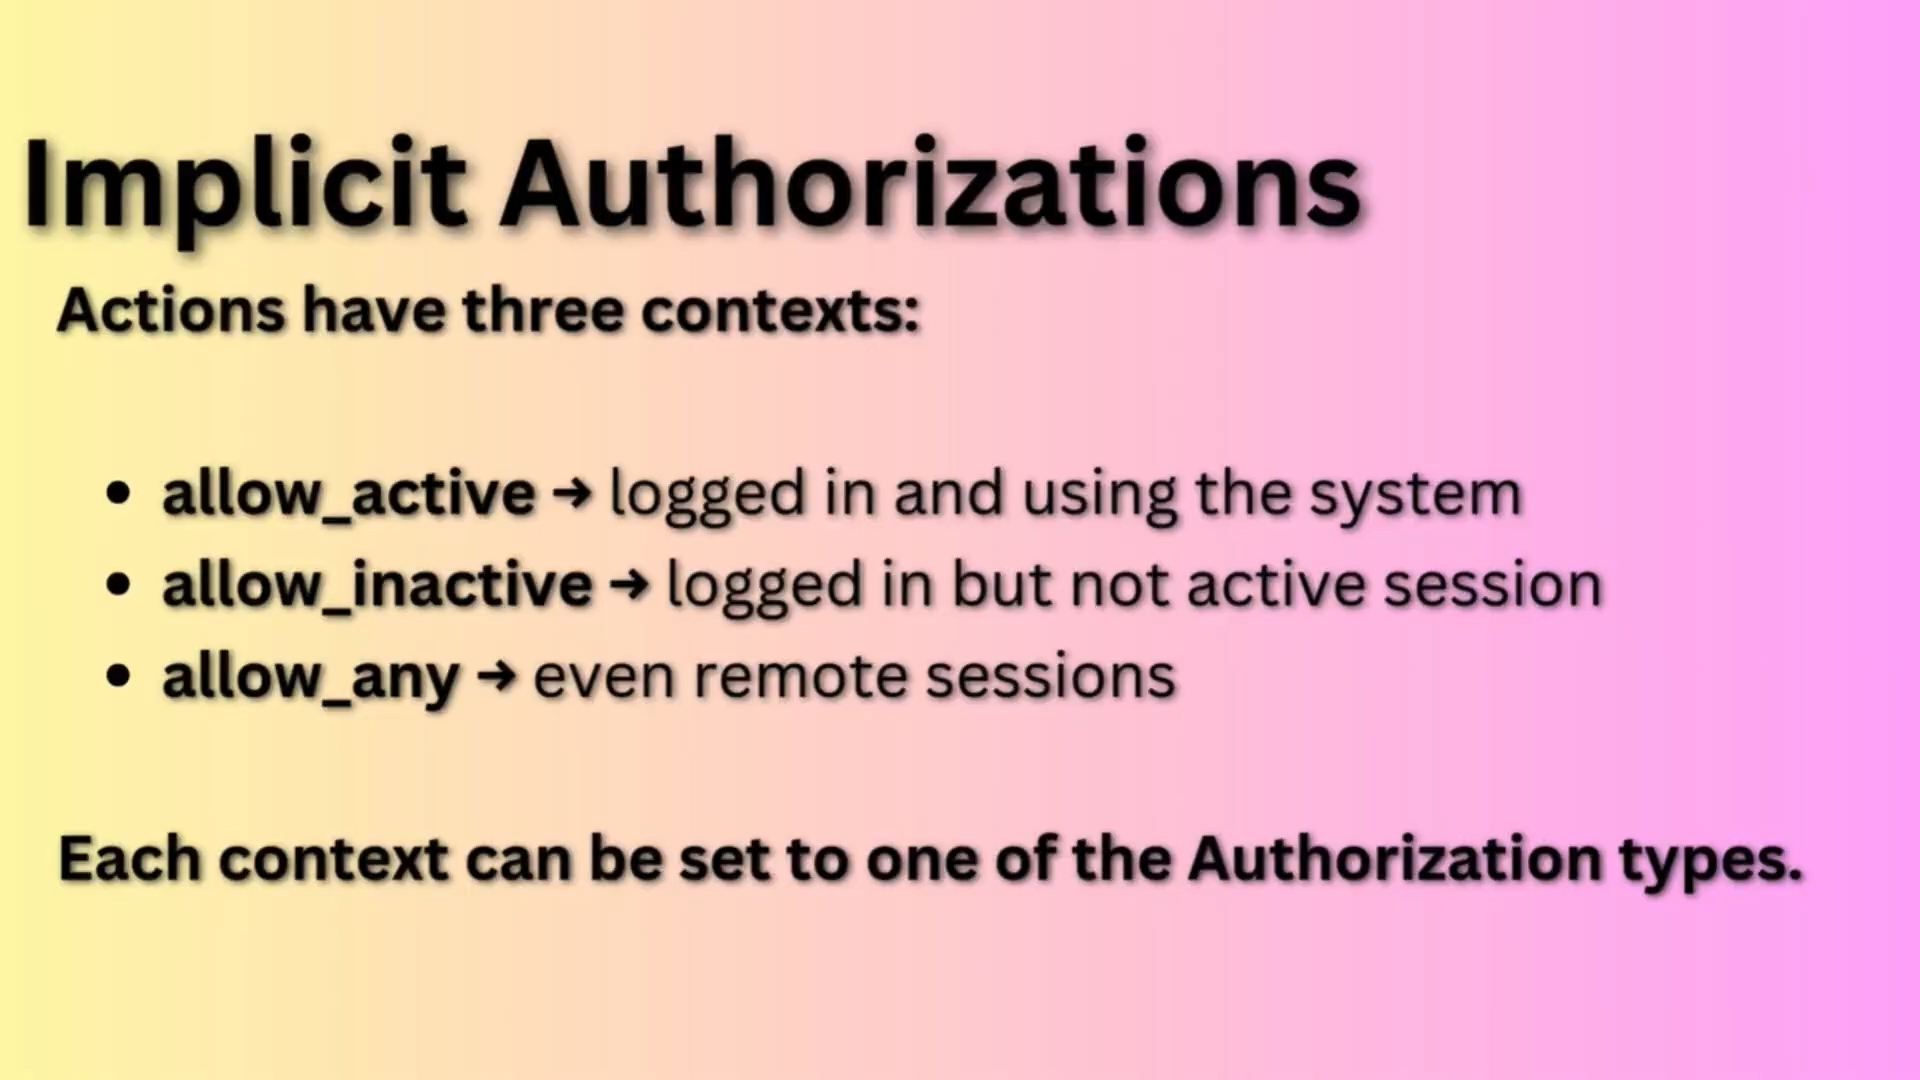 Implicit Authorizations
Actions have three contexts:
• allow_active → logged in and using the system
• allow_inactive → logged in but not active session
• allow_any → even remote sessions
Each context can be set to one of the Authorization types.